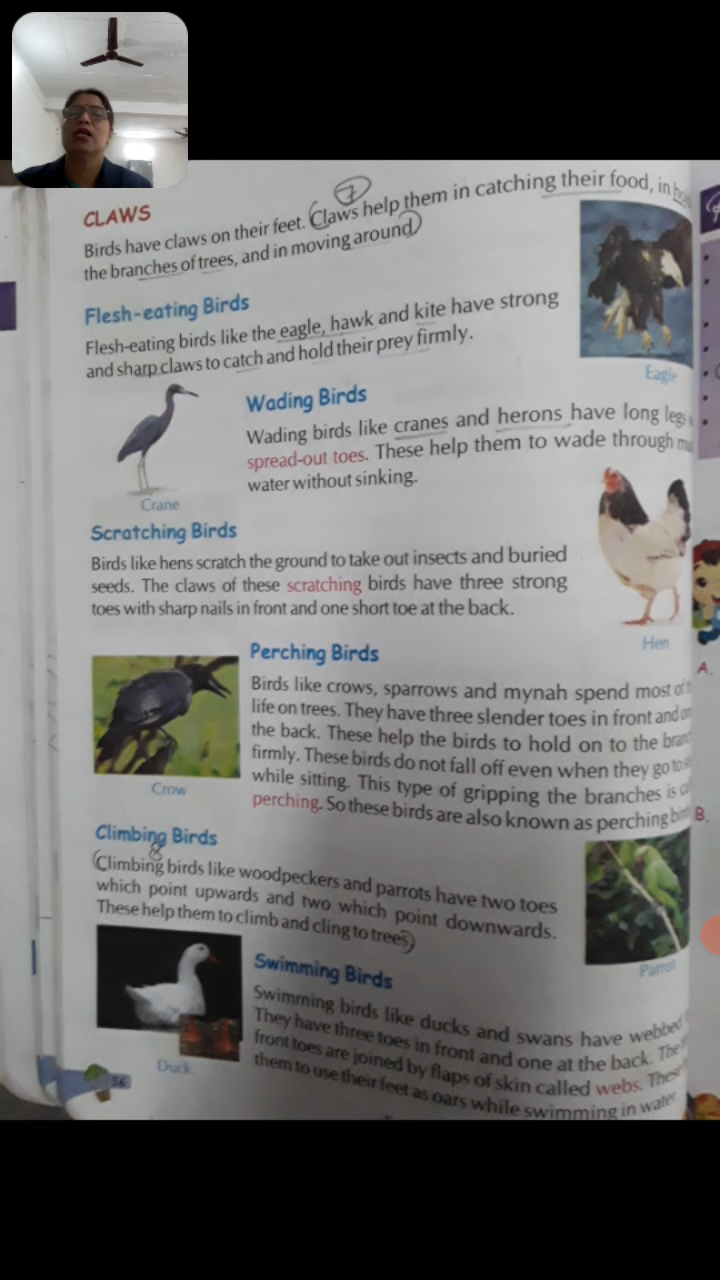 CLAWS
Birds have claws on their feet. Claws help them in catching their food, in
7
the branches of trees, and in moving around
Flesh-eating Birds
Flesh-eating birds like the eagle, hawk and kite have strong
and sharp claws to catch and hold their prey firmly.
Eagle
Wading Birds
Wading birds like cranes and herons have long legs
spread-out toes. These help them to wade through
water without sinking.
Crane
Scratching Birds
Birds like hens scratch the ground to take out insects and buried
seeds. The claws of these scratching birds have three strong
toes with sharp nails in front and one short toe at the back.
Hen
Perching Birds
Birds like crows, sparrows and mynah spend most
life on trees. They have three slender toes in front and
the back. These help the birds to hold on to the
firmly. These birds do not fall off even when they go to
while sitting. This type of gripping the branches is
perching. So these birds are also known as perching
Crow
A.
B.
Climbing Birds
8
Climbing birds like woodpeckers and parrots have two toes
which point upwards and two which point downwards.
These help them to climb and cling to trees
Parrot
Swimming Birds
Swimming birds like ducks and swans have webbed
They have three toes in front and one at the back. The
front toes are joined by flaps of skin called webs. These
them to use their feet as oars while swimming in water.
Duck
56